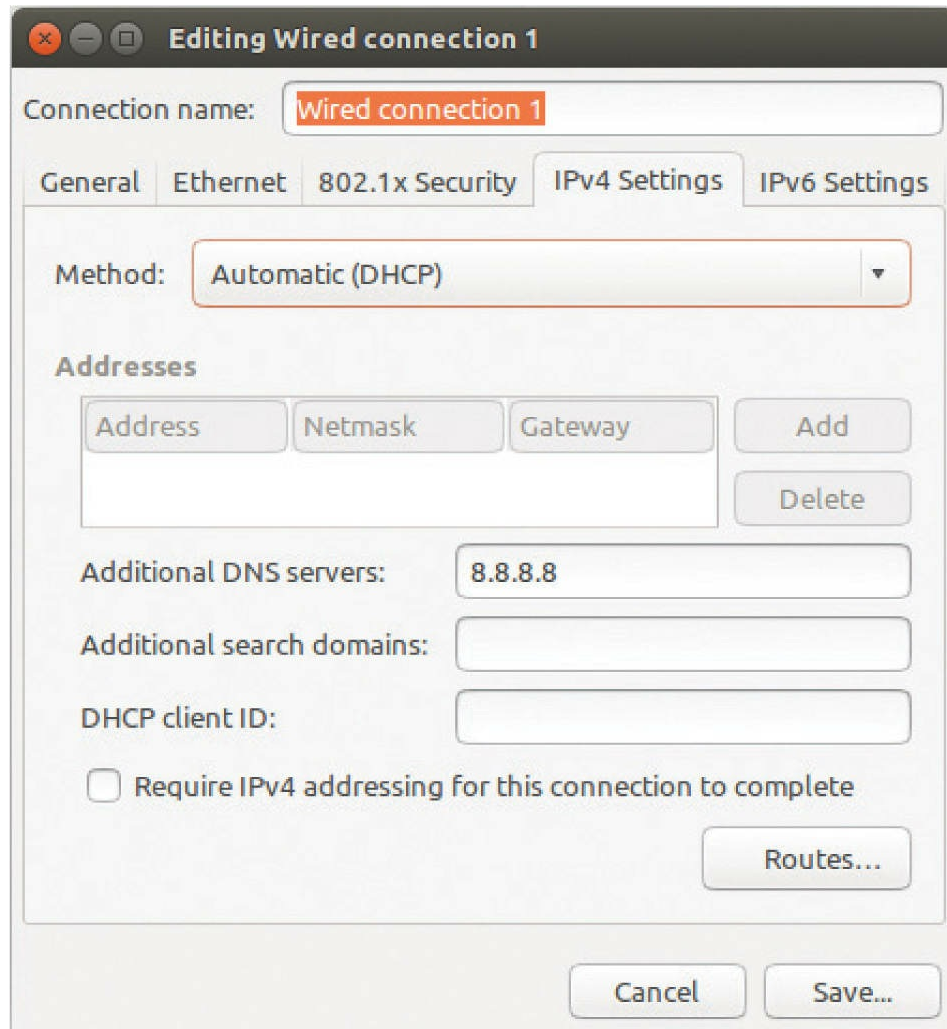 Editing Wired connection 1
Connection name: Wired connection 1
General Ethernet 802.1x Security IPv4 Settings IPv6 Settings
Method: Automatic (DHCP)
Addresses
Address Netmask Gateway Add
Delete
Additional DNS servers: 8.8.8.8
Additional search domains:
DHCP client ID:
Require IPv4 addressing for this connection to complete
Routes...
Cancel Save...